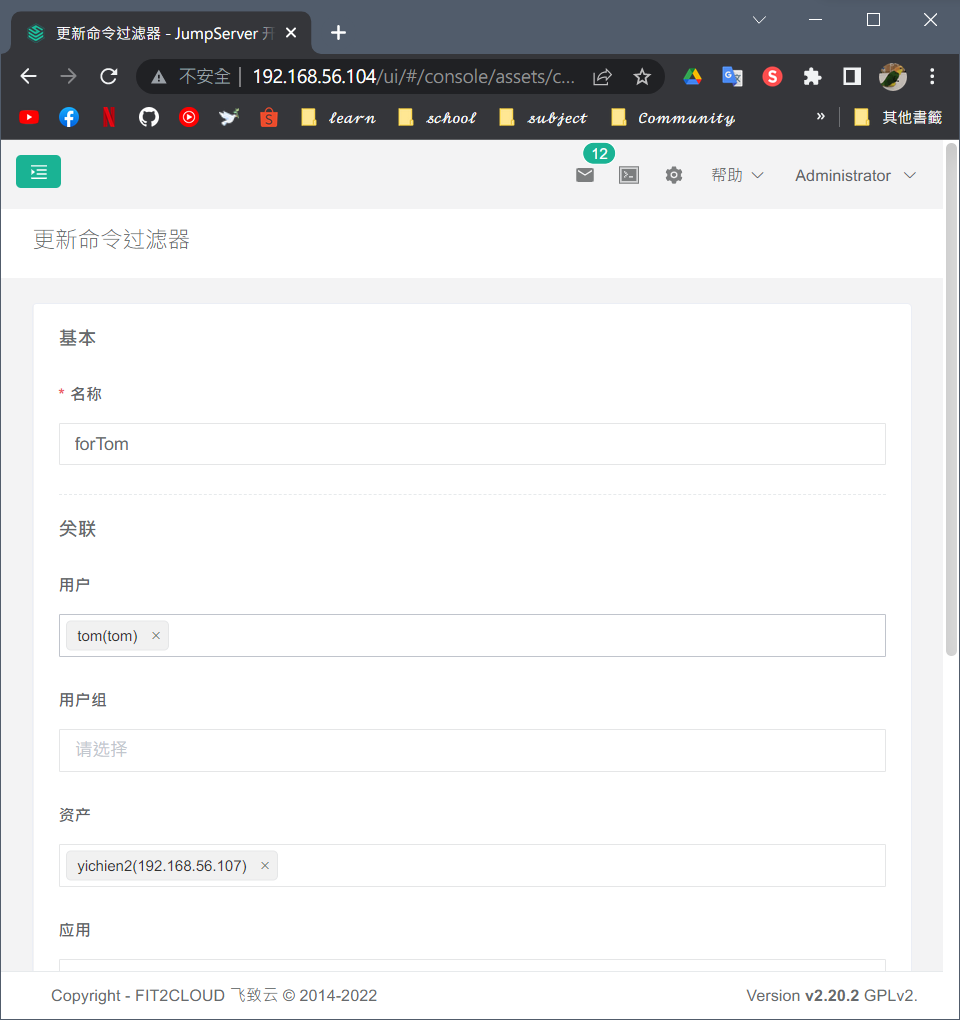 更新命令过滤器 - JumpServer 开
不安全 192.168.56.104/ui/#/console/assets/c...
learn school subject Community » 其他書籤
12
帮助 Administrator
更新命令过滤器
基本
* 名称
forTom
关联
用户
tom(tom) ×
用户组
请选择
资产
yichien2(192.168.56.107) ×
应用
Copyright - FIT2CLOUD 飞致云 © 2014-2022 Version v2.20.2 GPLv2.